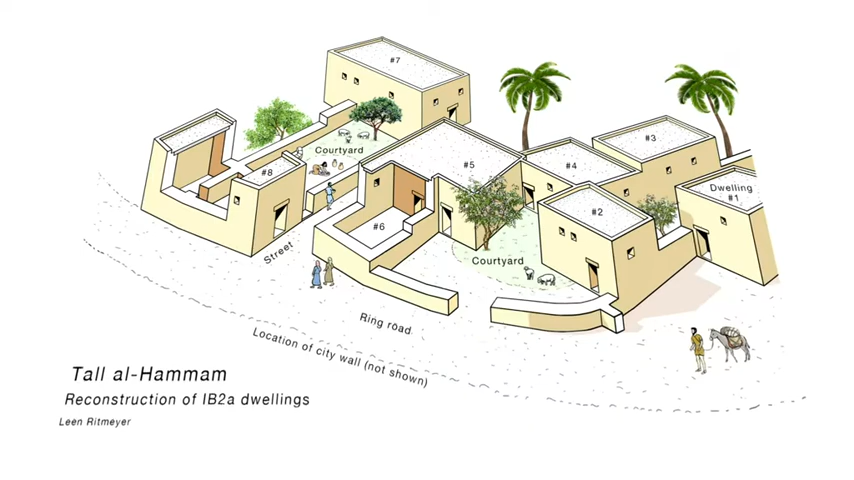 #7
Courtyard
#8
#5
#4
#3
Dwelling
#1
#2
#6
Street
Courtyard
Ring road
Location of city wall (not shown)
Tall al-Hammam
Reconstruction of IB2a dwellings
Leen Ritmeyer